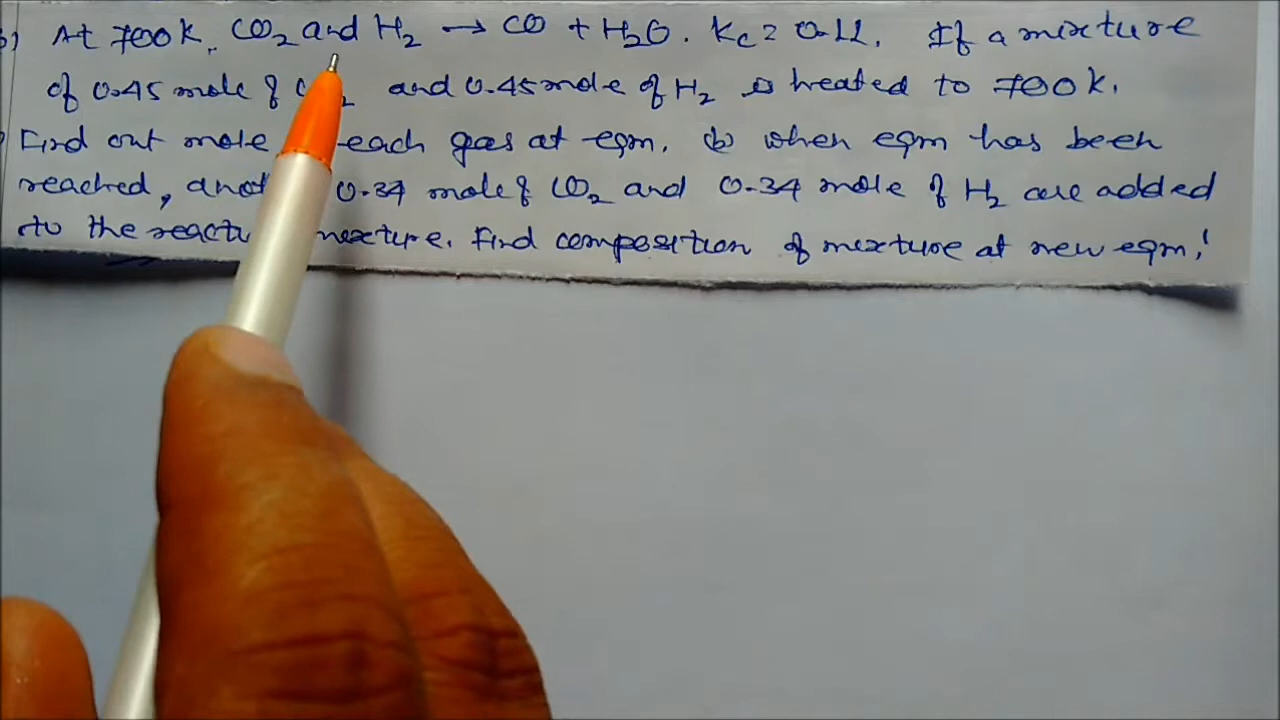 At 700K, CO2 and H2 → CO + H2O. Kc = 0.11. If a mixture
of 0.45 mole of and 0.45 mole of H2 is heated to 700K.
Find out mole each gas at eqm. (b) when eqm has been
reached, 0.34 mole of CO2 and 0.34 mole of H2 are added
to the mixture. Find composition of mixture at new eqm!